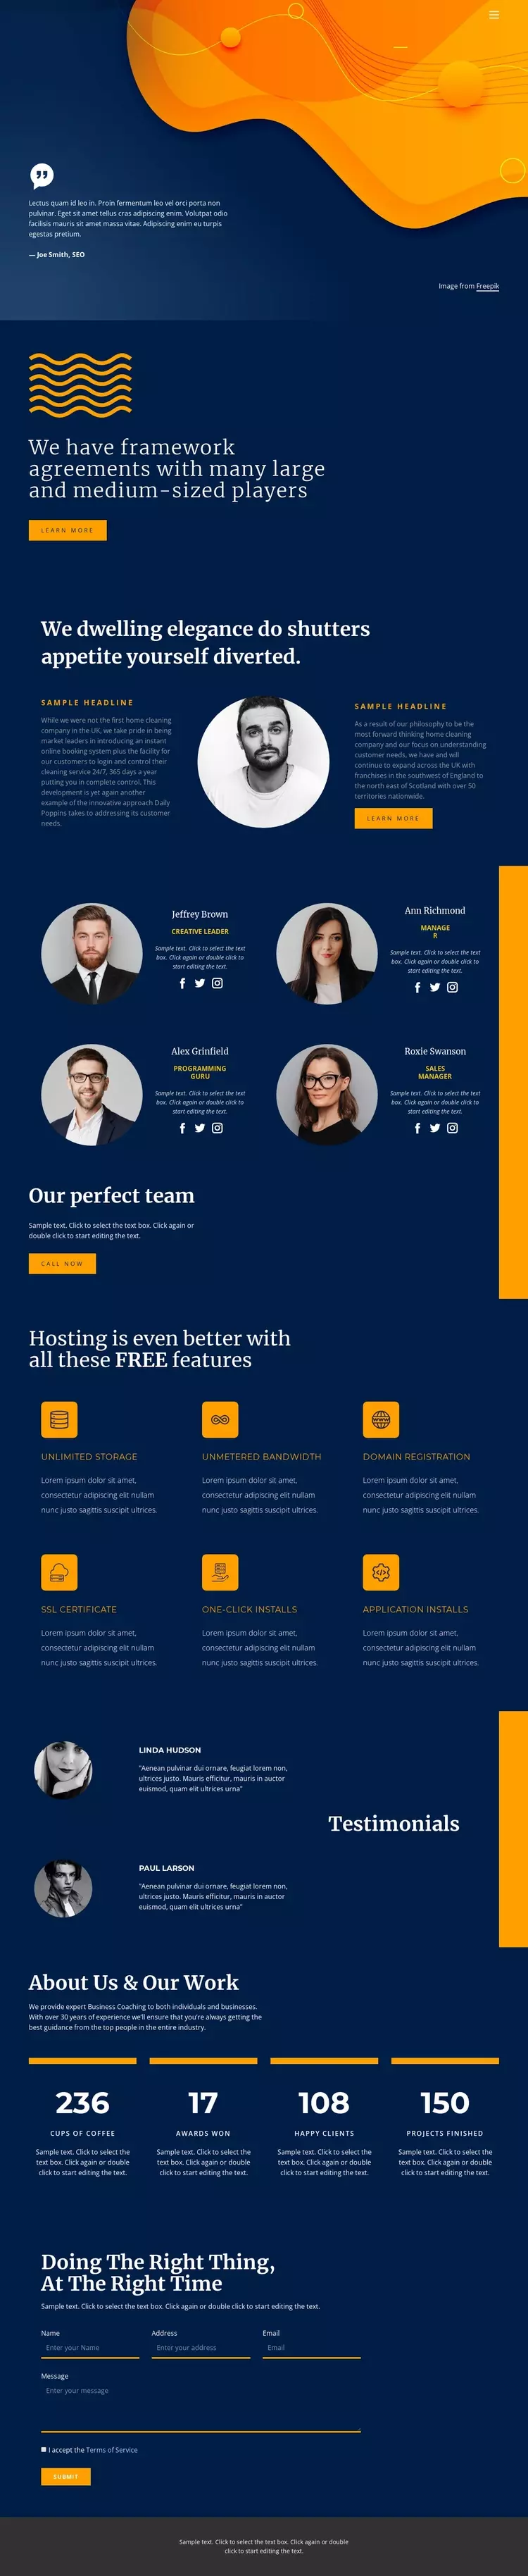 Lectus quam id leo in. Proin fermentum leo vel orci porta non
pulvinar. Eget sit amet tellus cras adipiscing enim. Volutpat odio
facilisis mauris sit amet massa vitae. Adipiscing enim eu turpis
egestas pretium.
— Joe Smith, SEO
Image from Freepik
We have framework
agreements with many large
and medium-sized players
LEARN MORE
We dwelling elegance do shutters
appetite yourself diverted.
SAMPLE HEADLINE
While we were not the first home cleaning
company in the UK, we take pride in being
market leaders in introducing an instant
online booking system plus the facility for
our customers to login and control their
cleaning service 24/7, 365 days a year
putting you in complete control. This
development is yet again another
example of the innovative approach Daily
Poppins takes to addressing its customer
needs.
SAMPLE HEADLINE
As a result of our philosophy to be the
most forward thinking home cleaning
company and our focus on understanding
customer needs, we have and will
continue to expand across the UK with
franchises in the southwest of England to
the north east of Scotland with over 50
territories nationwide.
LEARN MORE
Jeffrey Brown
CREATIVE LEADER
Sample text. Click to select the text
box. Click again or double click to
start editing the text.
Ann Richmond
MANAGE
R
Sample text. Click to select the text
box. Click again or double click to
start editing the text.
Alex Grinfield
PROGRAMMING
GURU
Sample text. Click to select the text
box. Click again or double click to
start editing the text.
Roxie Swanson
SALES
MANAGER
Sample text. Click to select the text
box. Click again or double click to
start editing the text.
Our perfect team
Sample text. Click to select the text box. Click again or
double click to start editing the text.
CALL NOW
Hosting is even better with
all these FREE features
UNLIMITED STORAGE
Lorem ipsum dolor sit amet,
consectetur adipiscing elit nullam
nunc justo sagittis suscipit ultrices.
UNMETERED BANDWIDTH
Lorem ipsum dolor sit amet,
consectetur adipiscing elit nullam
nunc justo sagittis suscipit ultrices.
DOMAIN REGISTRATION
Lorem ipsum dolor sit amet,
consectetur adipiscing elit nullam
nunc justo sagittis suscipit ultrices.
SSL CERTIFICATE
Lorem ipsum dolor sit amet,
consectetur adipiscing elit nullam
nunc justo sagittis suscipit ultrices.
ONE-CLICK INSTALLS
Lorem ipsum dolor sit amet,
consectetur adipiscing elit nullam
nunc justo sagittis suscipit ultrices.
APPLICATION INSTALLS
Lorem ipsum dolor sit amet,
consectetur adipiscing elit nullam
nunc justo sagittis suscipit ultrices.
LINDA HUDSON
"Aenean pulvinar dui ornare, feugiat lorem non,
ultrices justo. Mauris efficitur, mauris in auctor
euismod, quam elit ultrices urna"
Testimonials
PAUL LARSON
"Aenean pulvinar dui ornare, feugiat lorem non,
ultrices justo. Mauris efficitur, mauris in auctor
euismod, quam elit ultrices urna"
About Us & Our Work
We provide expert Business Coaching to both individuals and businesses.
With over 30 years of experience we'll ensure that you're always getting the
best guidance from the top people in the entire industry.
236
CUPS OF COFFEE
Sample text. Click to select the
text box. Click again or double
click to start editing the text.
17
AWARDS WON
Sample text. Click to select the
text box. Click again or double
click to start editing the text.
108
HAPPY CLIENTS
Sample text. Click to select the
text box. Click again or double
click to start editing the text.
150
PROJECTS FINISHED
Sample text. Click to select the
text box. Click again or double
click to start editing the text.
Doing The Right Thing,
At The Right Time
Sample text. Click to select the text box. Click again or double click to start editing the text.
Name Address Email
Enter your Name Enter your address Email
Message
Enter your message
I accept the Terms of Service
SUBMIT
Sample text. Click to select the text box. Click again or double
click to start editing the text.